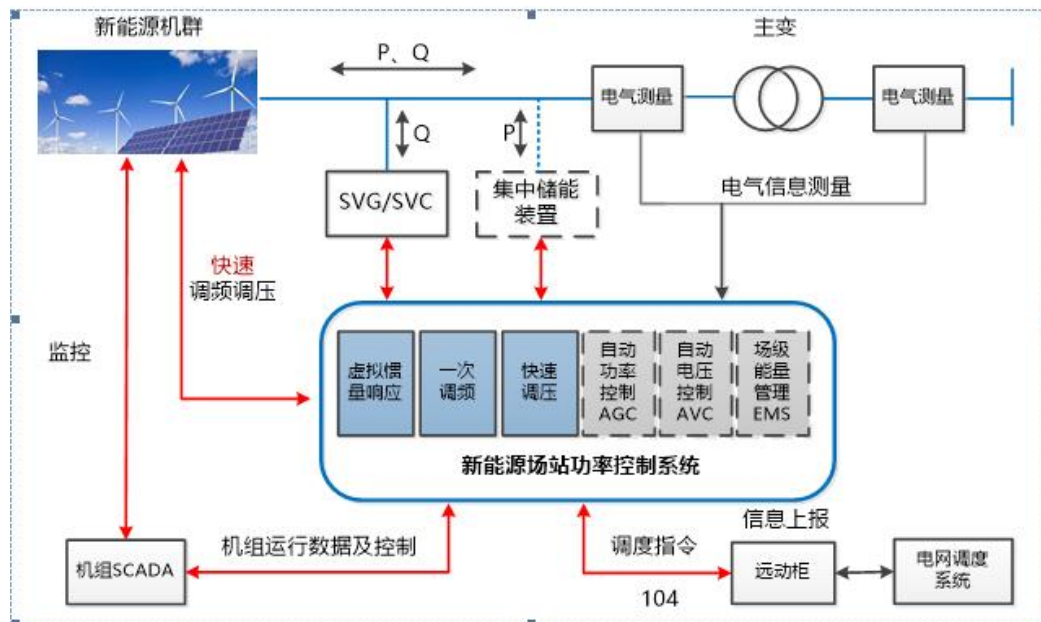 新能源机群
主变
P、Q
电气测量
电气测量
Q
P
SVG/SVC
集中储能
装置
电气信息测量
快速
调频调压
监控
虚拟惯
量响应
一次
调频
快速
调压
自动
功率
控制
AGC
自动
电压
控制
AVC
场级
能量
管理
EMS
新能源场站功率控制系统
信息上报
机组运行数据及控制
调度指令
机组SCADA
远动柜
电网调度
系统
104